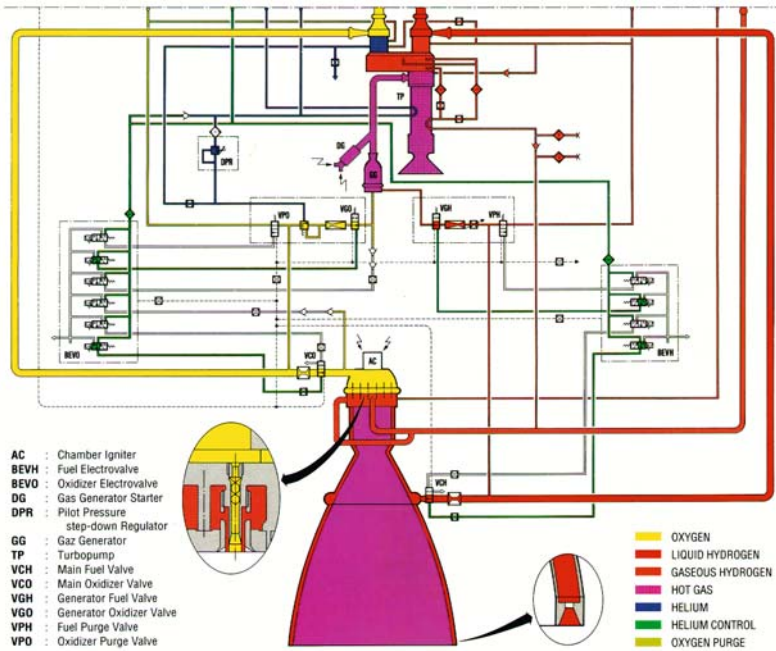 TP
DG
DPR
GG
VPO
VGO
VGH
VPH
BEVO
VCO
AC
BEVH
VCH
AC : Chamber Igniter
BEVH : Fuel Electrovalve
BEVO : Oxidizer Electrovalve
DG : Gas Generator Starter
DPR : Pilot Pressure
step-down Regulator
GG : Gaz Generator
TP : Turbopump
VCH : Main Fuel Valve
VCO : Main Oxidizer Valve
VGH : Generator Fuel Valve
VGO : Generator Oxidizer Valve
VPH : Fuel Purge Valve
VPO : Oxidizer Purge Valve
OXYGEN
LIQUID HYDROGEN
GASEOUS HYDROGEN
HOT GAS
HELIUM
HELIUM CONTROL
OXYGEN PURGE